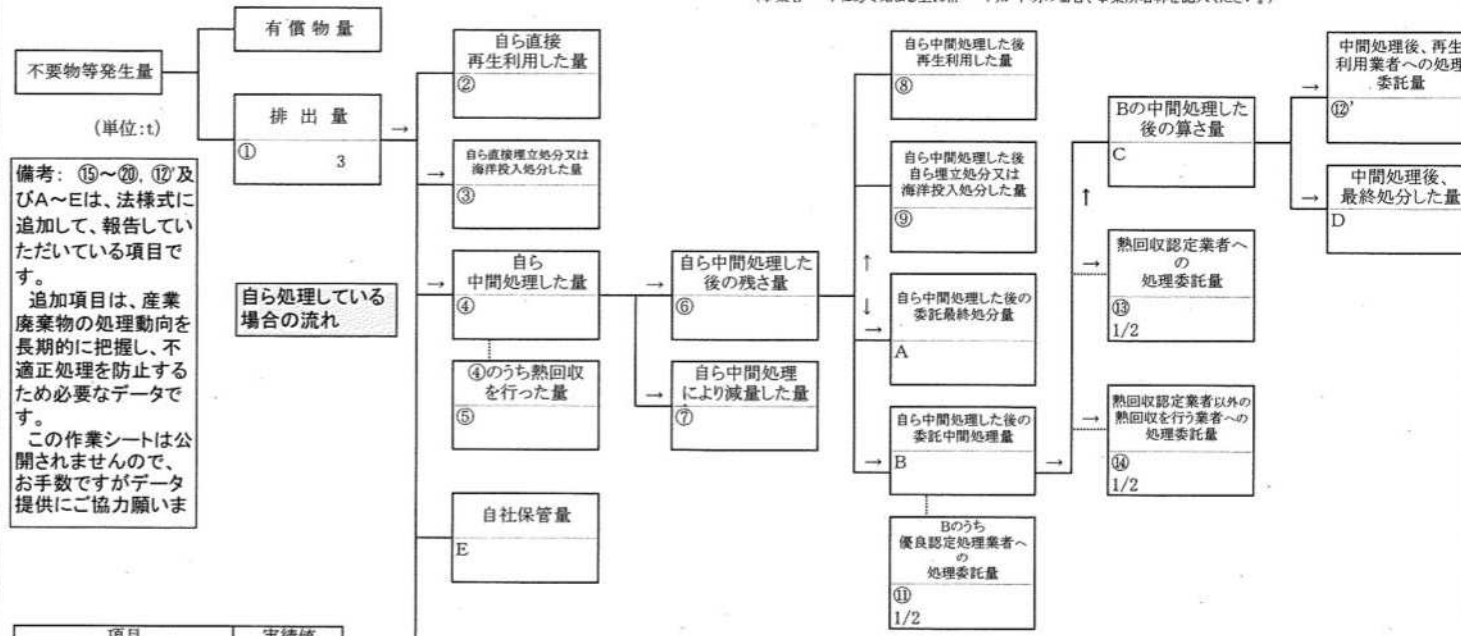 有償物量
不要物等発生量
(単位:t)
排出量
①
3
→
備考: ⑮～⑳, ⑫'及
びA～Eは、法様式に
追加して、報告してい
ただいている項目で
す。
追加項目は、産業
廃棄物の処理動向を
長期的に把握し、不
適正処理を防止する
ため必要なデータで
す。
この作業シートは公
開されませんので、
お手数ですがデータ
提供にご協力願いま
自ら処理している
場合の流れ
自ら直接
再生利用した量
②
→
自ら直接埋立処分又は
海洋投入処分した量
③
→
自ら
中間処理した量
④
④のうち熱回収
を行った量
⑤
自社保管量
E
→
自ら中間処理した
後の残さ量
⑥
→
自ら中間処理
により減量した量
⑦
自ら中間処理した後
再生利用した量
⑧
自ら中間処理した後
自ら埋立処分又は
海洋投入処分した量
⑨
↑
↓
→
自ら中間処理した後の
委託最終処分量
A
→
自ら中間処理した後の
委託中間処理量
B
Bのうち
優良認定処理業者へ
の
処理委託量
⑪
1/2
→
Bの中間処理した
後の算さ量
C
↑
→
熱回収認定業者へ
の
処理委託量
⑬
1/2
→
熱回収認定業者以外の
熱回収を行う業者への
処理委託量
⑭
1/2
→
中間処理後、再生
利用業者への処理
委託量
⑫'
→
中間処理後、
最終処分した量
D
項目
実績値